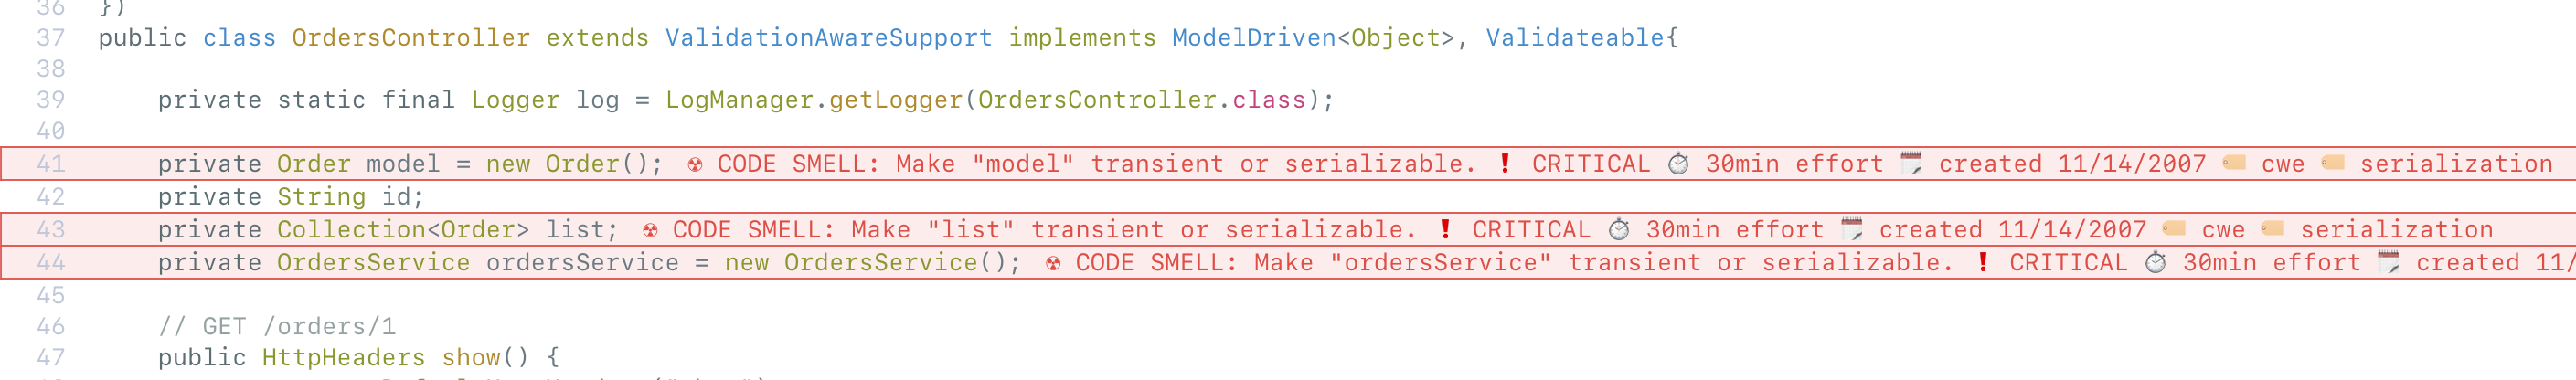 36 })
37 public class OrdersController extends ValidationAwareSupport implements ModelDriven<Object>, Validateable{
38
39 private static final Logger log = LogManager.getLogger(OrdersController.class);
40
41 private Order model = new Order(); ☢ CODE SMELL: Make "model" transient or serializable. ❗ CRITICAL ⏱ 30min effort 🗓 created 11/14/2007 🏷 cwe 🏷 serialization
42 private String id;
43 private Collection<Order> list; ☢ CODE SMELL: Make "list" transient or serializable. ❗ CRITICAL ⏱ 30min effort 🗓 created 11/14/2007 🏷 cwe 🏷 serialization
44 private OrdersService ordersService = new OrdersService(); ☢ CODE SMELL: Make "ordersService" transient or serializable. ❗ CRITICAL ⏱ 30min effort 🗓 created 11/
45
46 // GET /orders/1
47 public HttpHeaders show() {